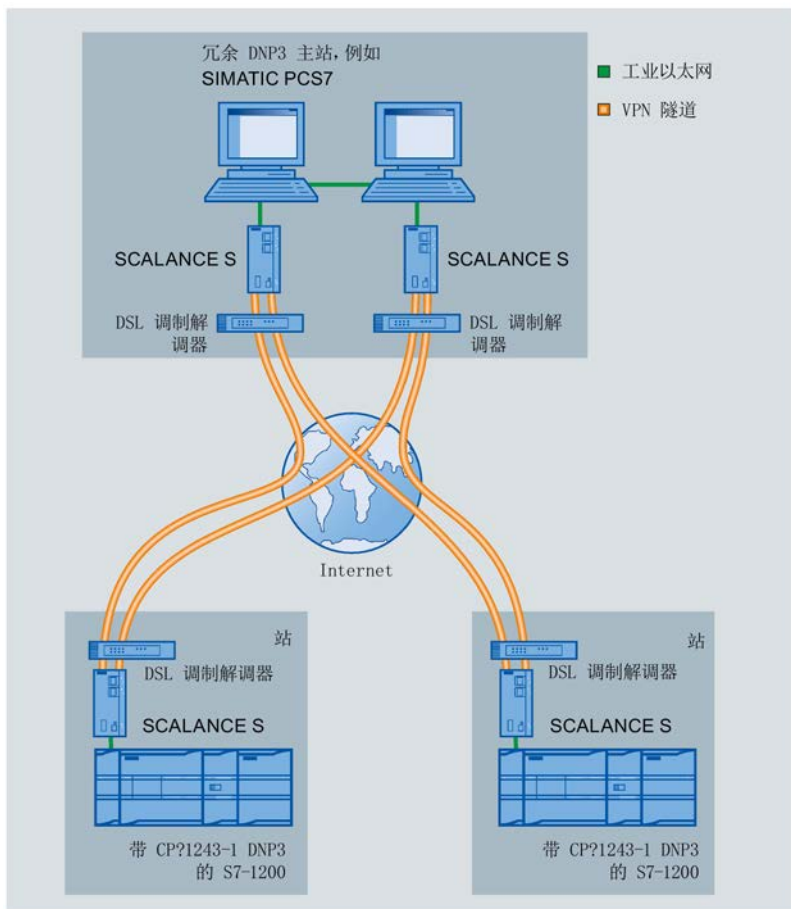 冗余 DNP3 主站,例如
SIMATIC PCS7
工业以太网
VPN 隧道
SCALANCE S
SCALANCE S
DSL 调制解
调器
DSL 调制解
调器
Internet
站
DSL 调制解调器
SCALANCE S
带 CP?1243-1 DNP3
的 S7-1200
站
DSL 调制解调器
SCALANCE S
带 CP?1243-1 DNP3
的 S7-1200